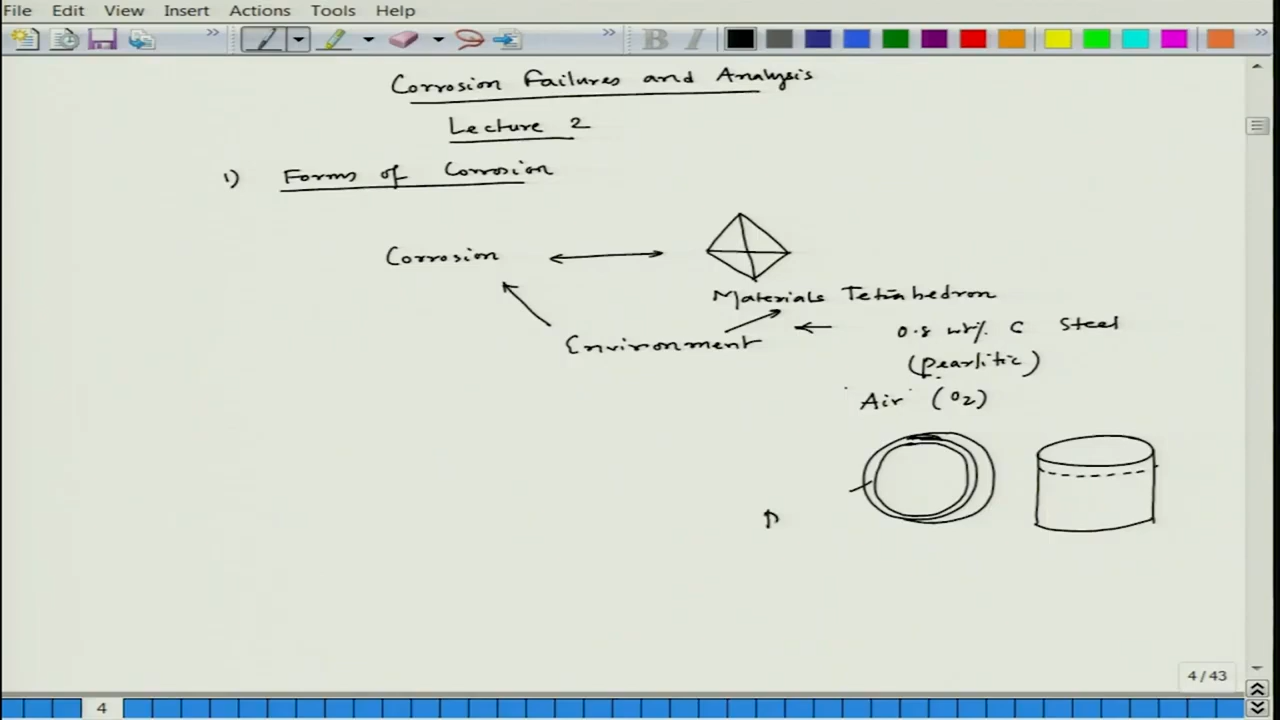 File Edit View Insert Actions Tools Help
B I
Corrosion Failures and Analysis
Lecture 2
1) Forms of Corrosion
Corrosion
Materials Tetrahedron
Environment
0.8 wt% C Steel
(pearlitic)
Air (O2)
4/43
4